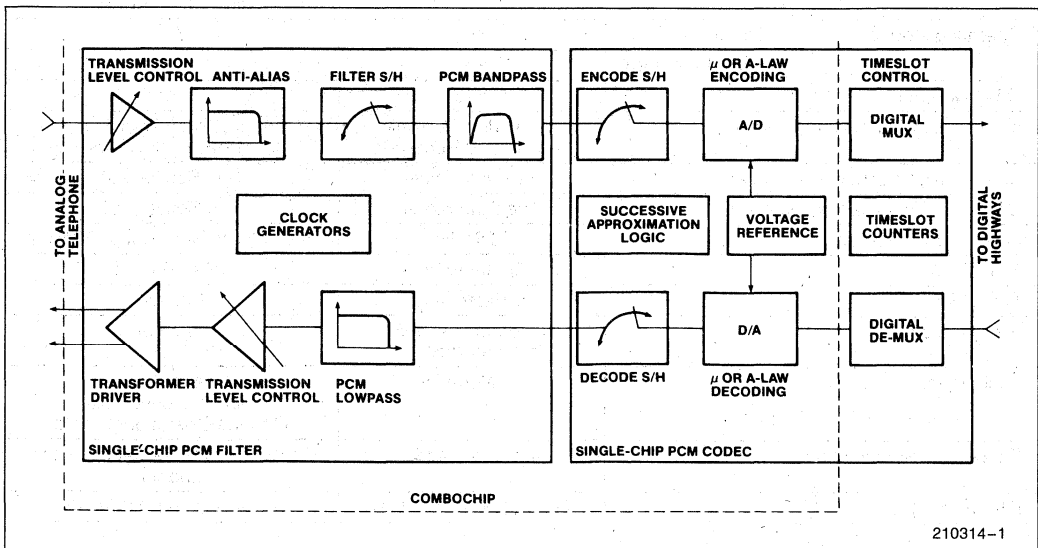 TRANSMISSION
LEVEL CONTROL
ANTI-ALIAS
FILTER S/H
PCM BANDPASS
ENCODE S/H
μ OR A-LAW
ENCODING
TIMESLOT
CONTROL
A/D
DIGITAL
MUX
TO ANALOG
TELEPHONE
CLOCK
GENERATORS
SUCCESSIVE
APPROXIMATION
LOGIC
VOLTAGE
REFERENCE
TIMESLOT
COUNTERS
TO DIGITAL
HIGHWAYS
D/A
DIGITAL
DE-MUX
TRANSFORMER
DRIVER
TRANSMISSION
LEVEL CONTROL
PCM
LOWPASS
DECODE S/H
μ OR A-LAW
DECODING
SINGLE-CHIP PCM FILTER
SINGLE-CHIP PCM CODEC
COMBOCHIP
210314-1